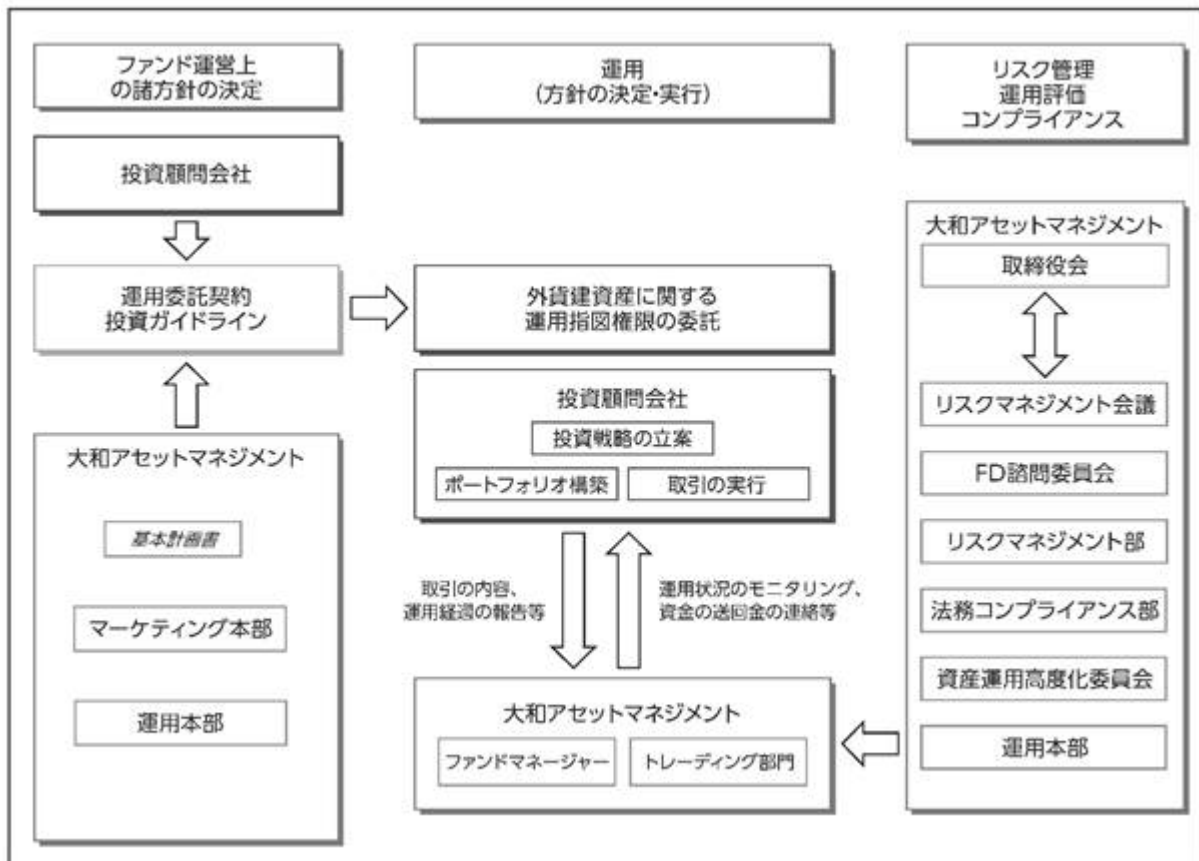 ファンド運営上
の諸方針の決定
投資顧問会社
運用委託契約
投資ガイドライン
大和アセットマネジメント
基本計画書
マーケティング本部
運用本部
運用
(方針の決定・実行)
外貨建資産に関する
運用指図権限の委託
投資顧問会社
投資戦略の立案
ポートフォリオ構築
取引の実行
取引の内容、
運用経過の報告等
運用状況のモニタリング、
資金の送回金の連絡等
大和アセットマネジメント
ファンドマネージャー
トレーディング部門
リスク管理
運用評価
コンプライアンス
大和アセットマネジメント
取締役会
リスクマネジメント会議
FD諮問委員会
リスクマネジメント部
法務コンプライアンス部
資産運用高度化委員会
運用本部